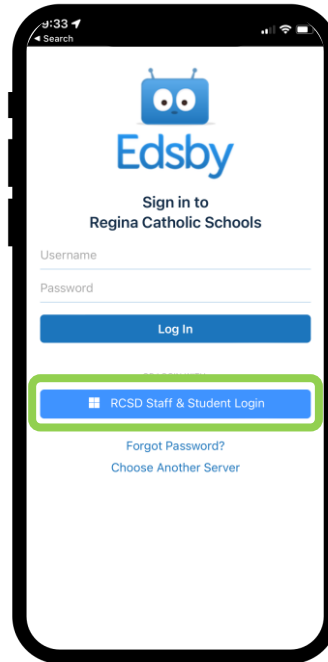 9:33
Search
Edsby
Sign in to
Regina Catholic Schools
Username
Password
Log In
RCSD Staff & Student Login
Forgot Password?
Choose Another Server